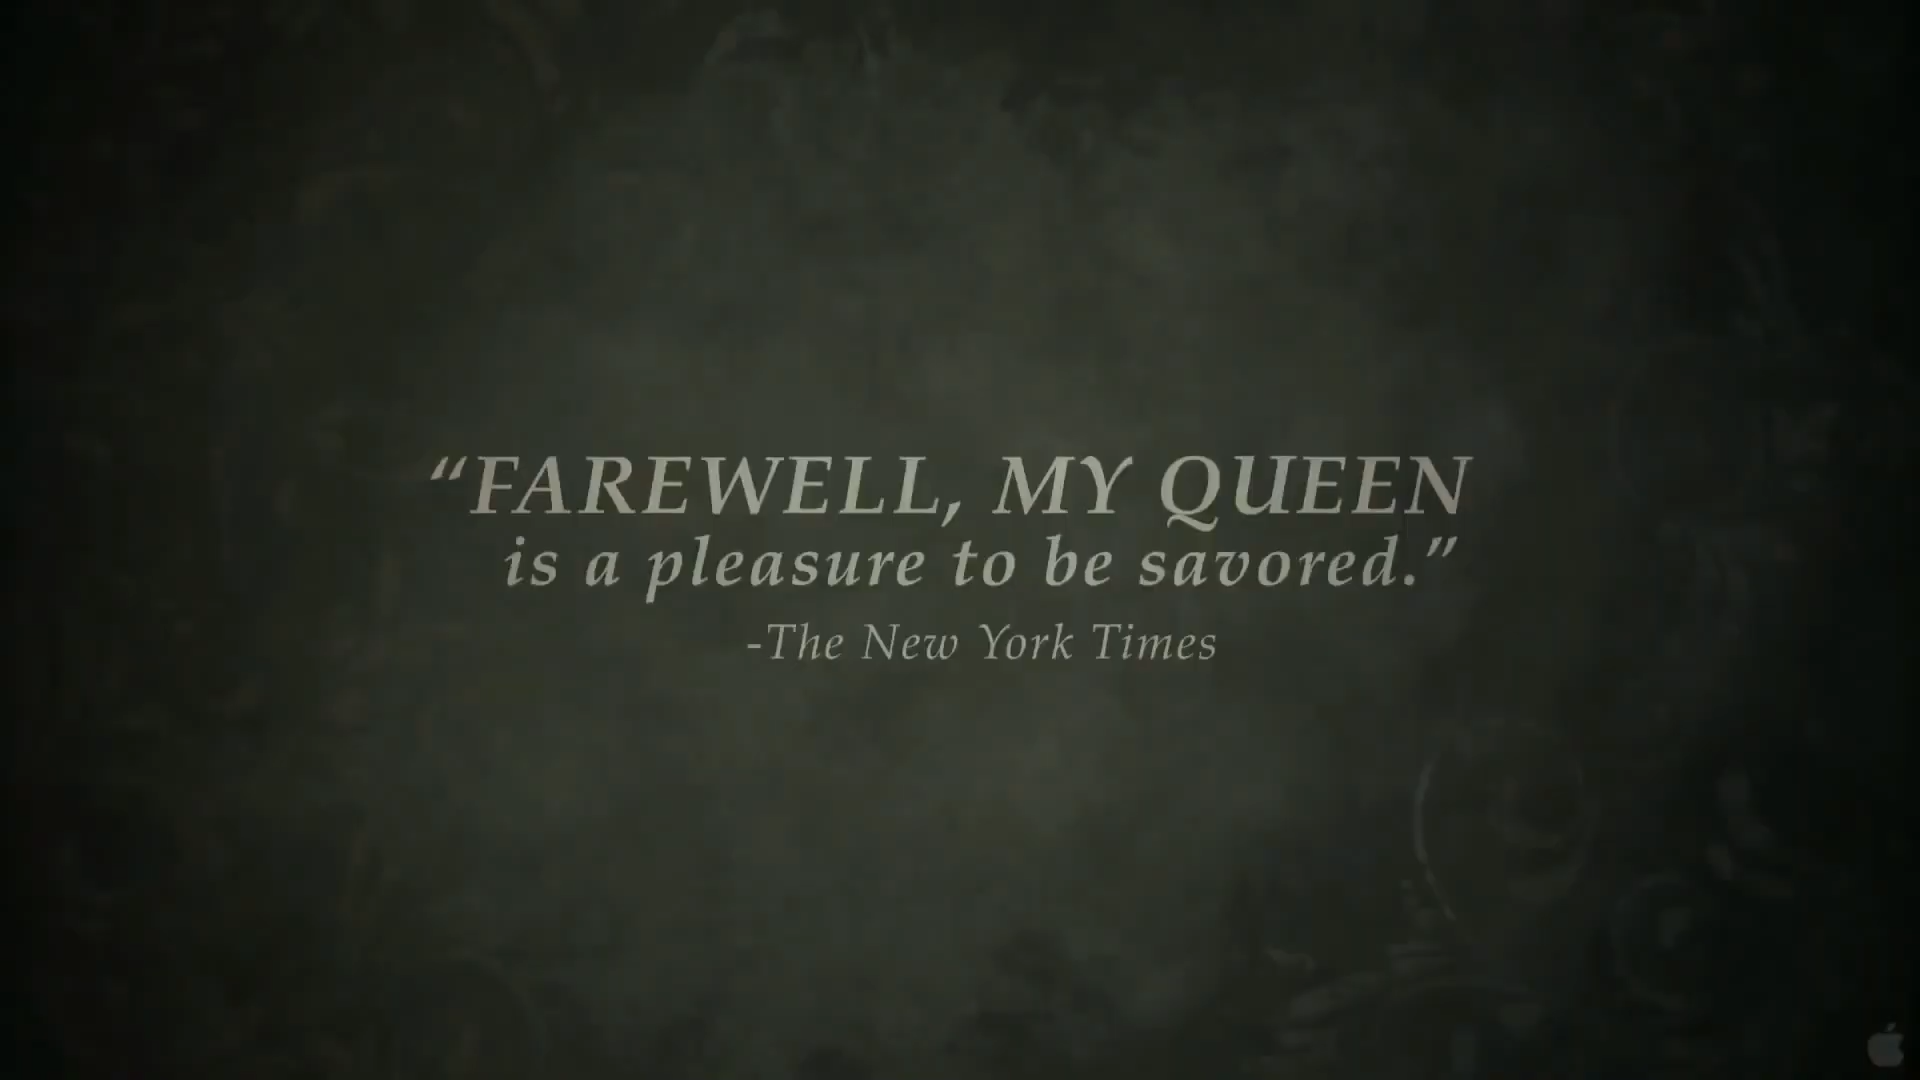 “FAREWELL, MY QUEEN
is a pleasure to be savored.”
-The New York Times